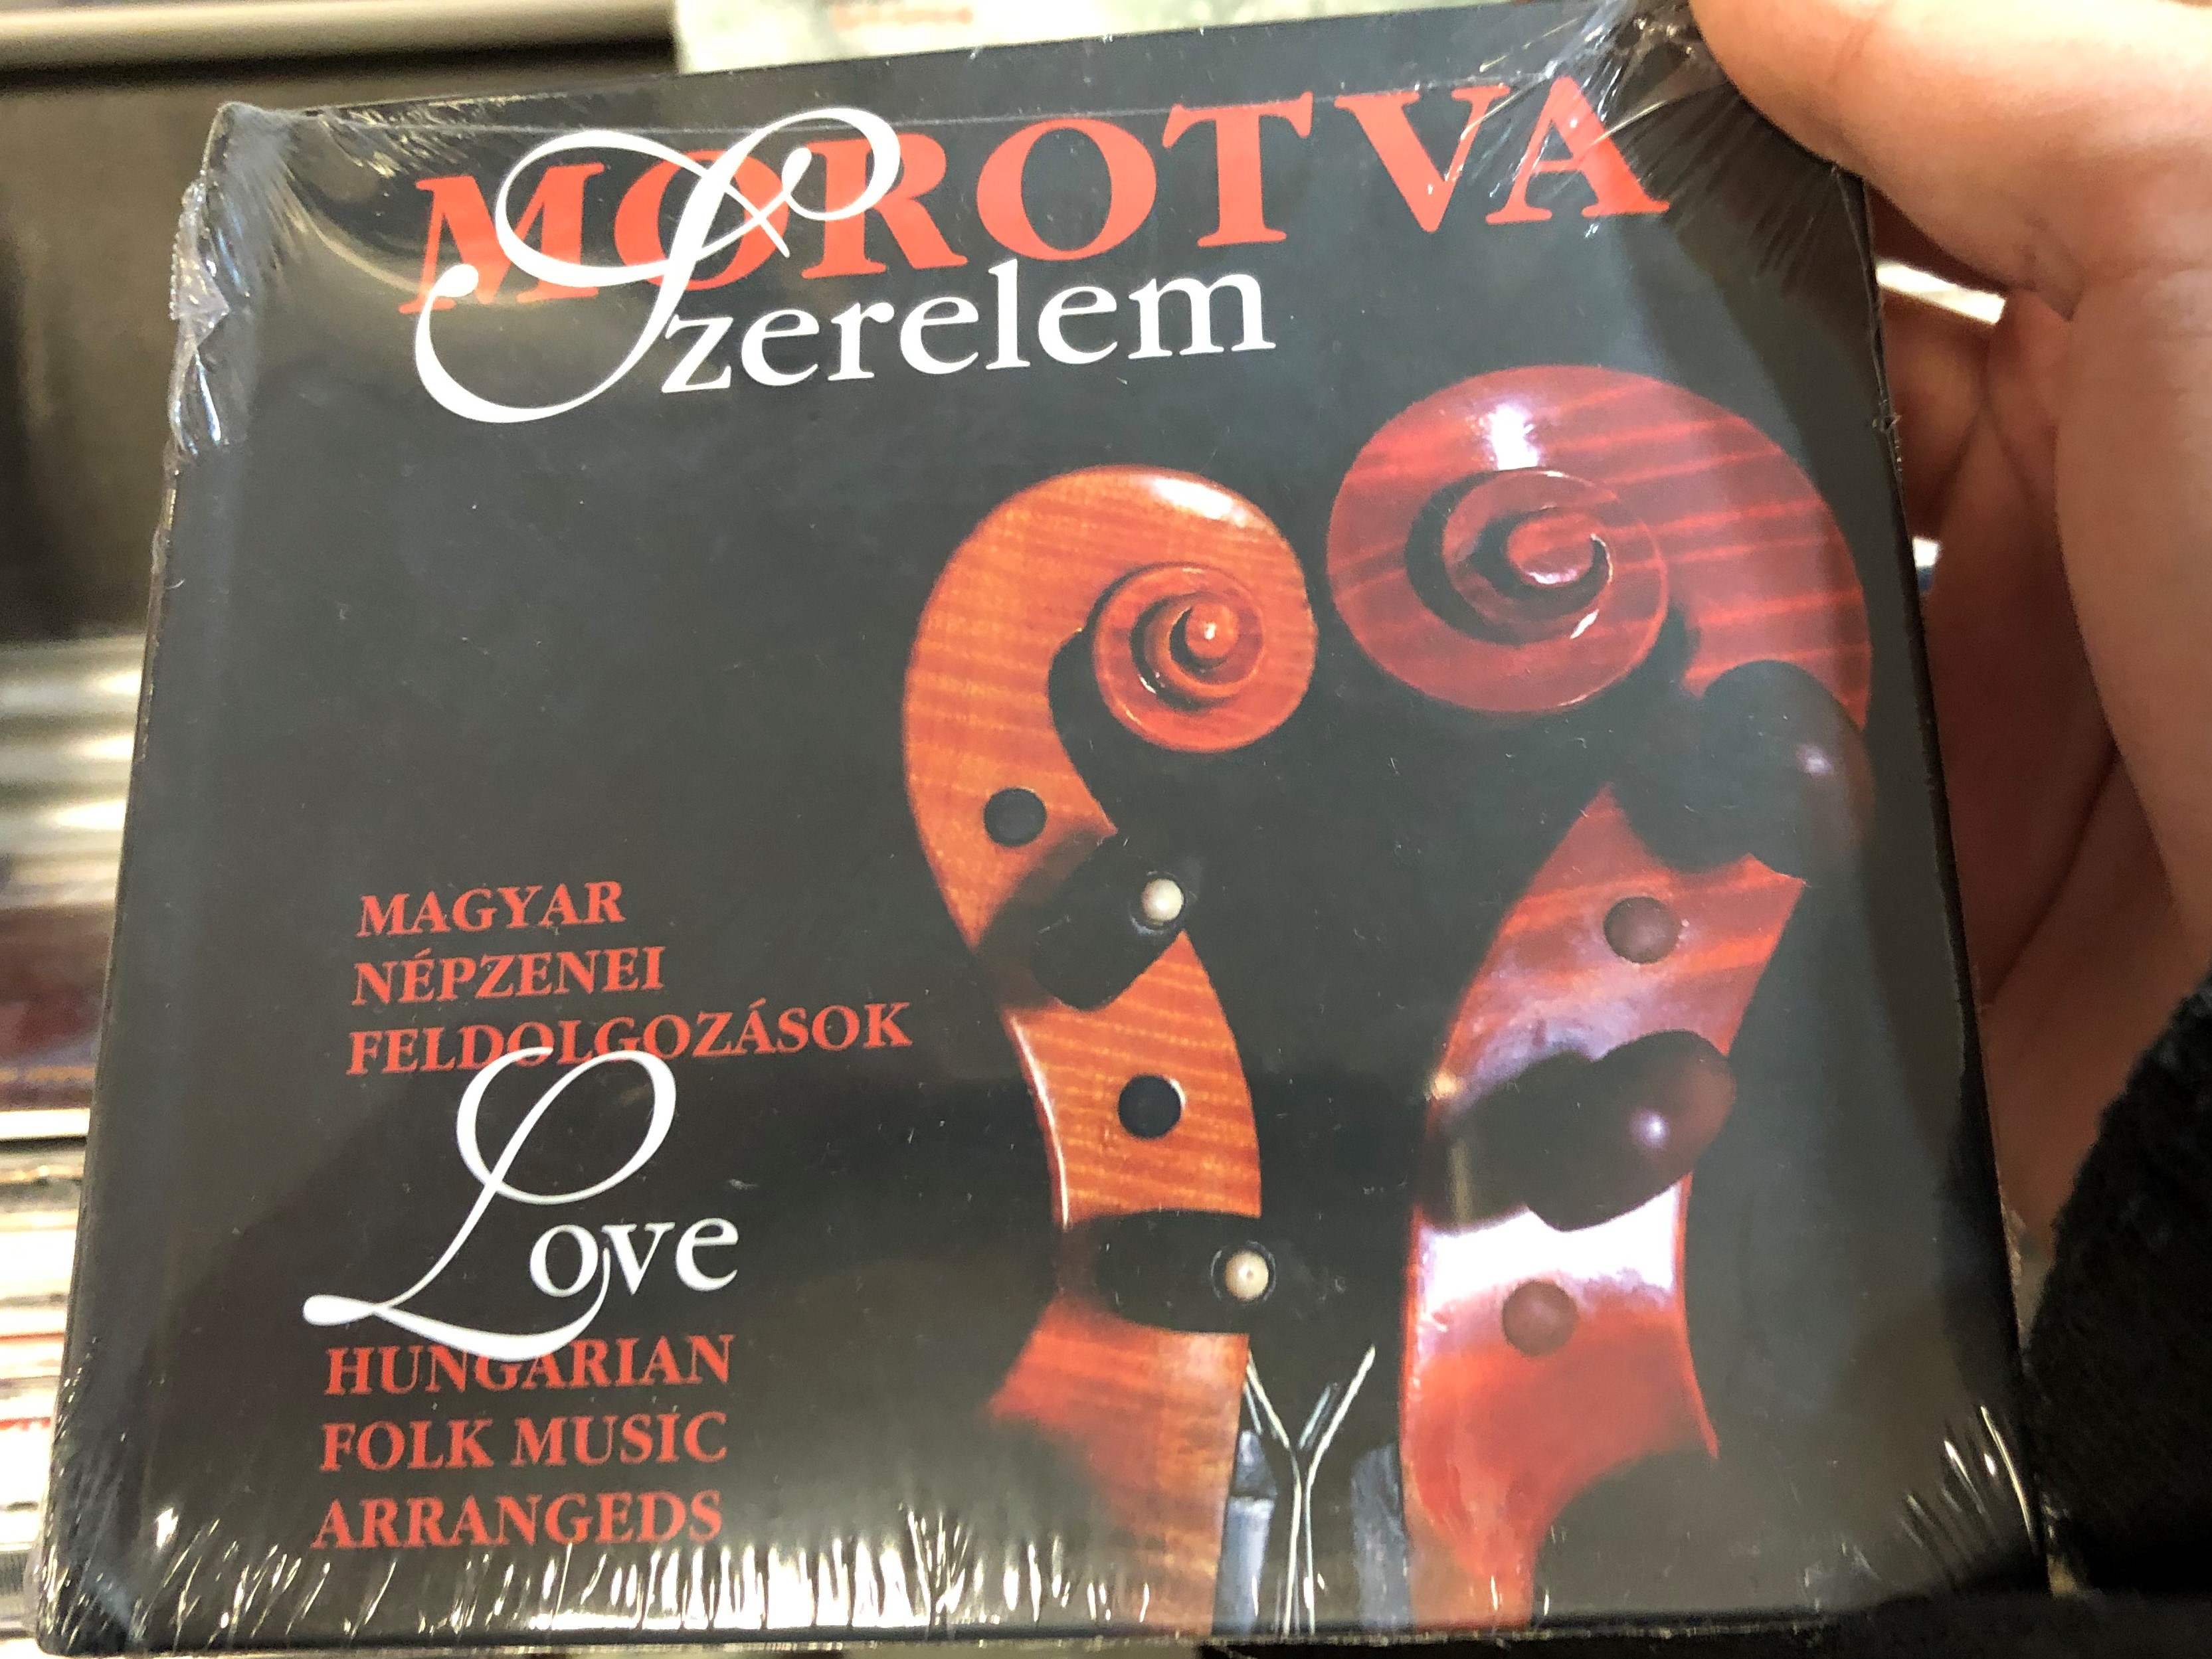 MOROTVA
Szerelem
MAGYAR
NÉPZENEI
FELDOLGOZÁSOK
Love
HUNGARIAN
FOLK MUSIC
ARRANGEDS